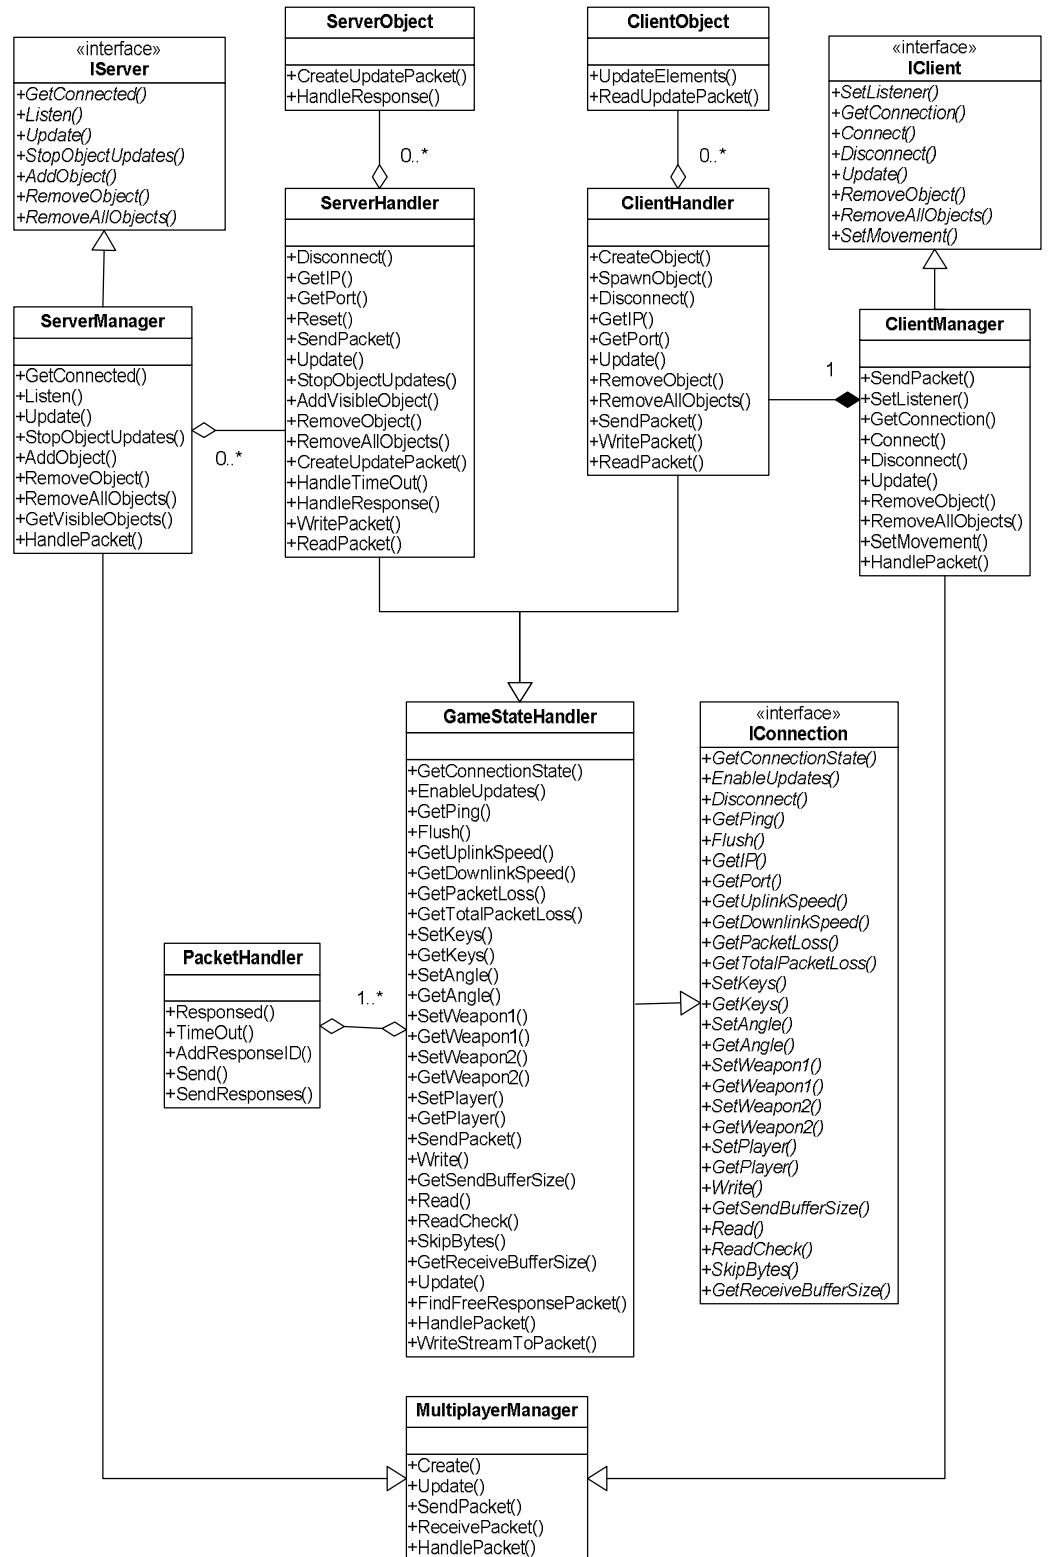 ServerObject
+CreateUpdatePacket()
+HandleResponse()
ClientObject
+UpdateElements()
+ReadUpdatePacket()
«interface»
IServer
+GetConnected()
+Listen()
+Update()
+StopObjectUpdates()
+AddObject()
+RemoveObject()
+RemoveAllObjects()
«interface»
IClient
+SetListener()
+GetConnection()
+Connect()
+Disconnect()
+Update()
+RemoveObject()
+RemoveAllObjects()
+SetMovement()
0..*
0..*
ServerHandler
+Disconnect()
+GetIP()
+GetPort()
+Reset()
+SendPacket()
+Update()
+StopObjectUpdates()
+AddVisibleObject()
+RemoveObject()
+RemoveAllObjects()
+CreateUpdatePacket()
+HandleTimeOut()
+HandleResponse()
+WritePacket()
+ReadPacket()
ClientHandler
+CreateObject()
+SpawnObject()
+Disconnect()
+GetIP()
+GetPort()
+Update()
+RemoveObject()
+RemoveAllObjects()
+SendPacket()
+WritePacket()
+ReadPacket()
ServerManager
+GetConnected()
+Listen()
+Update()
+StopObjectUpdates()
+AddObject()
+RemoveObject()
+RemoveAllObjects()
+GetVisibleObjects()
+HandlePacket()
0..*
1
ClientManager
+SendPacket()
+SetListener()
+GetConnection()
+Connect()
+Disconnect()
+Update()
+RemoveObject()
+RemoveAllObjects()
+SetMovement()
+HandlePacket()
GameStateHandler
+GetConnectionState()
+EnableUpdates()
+GetPing()
+Flush()
+GetUplinkSpeed()
+GetDownlinkSpeed()
+GetPacketLoss()
+GetTotalPacketLoss()
+SetKeys()
+GetKeys()
+SetAngle()
+GetAngle()
+SetWeapon1()
+GetWeapon1()
+SetWeapon2()
+GetWeapon2()
+SetPlayer()
+GetPlayer()
+SendPacket()
+Write()
+GetSendBufferSize()
+Read()
+ReadCheck()
+SkipBytes()
+GetReceiveBufferSize()
+Update()
+FindFreeResponsePacket()
+HandlePacket()
+WriteStreamToPacket()
«interface»
IConnection
+GetConnectionState()
+EnableUpdates()
+Disconnect()
+GetPing()
+Flush()
+GetIP()
+GetPort()
+GetUplinkSpeed()
+GetDownlinkSpeed()
+GetPacketLoss()
+GetTotalPacketLoss()
+SetKeys()
+GetKeys()
+SetAngle()
+GetAngle()
+SetWeapon1()
+GetWeapon1()
+SetWeapon2()
+GetWeapon2()
+SetPlayer()
+GetPlayer()
+Write()
+GetSendBufferSize()
+Read()
+ReadCheck()
+SkipBytes()
+GetReceiveBufferSize()
PacketHandler
+Responsed()
+TimeOut()
+AddResponseID()
+Send()
+SendResponses()
1..*
MultiplayerManager
+Create()
+Update()
+SendPacket()
+ReceivePacket()
+HandlePacket()